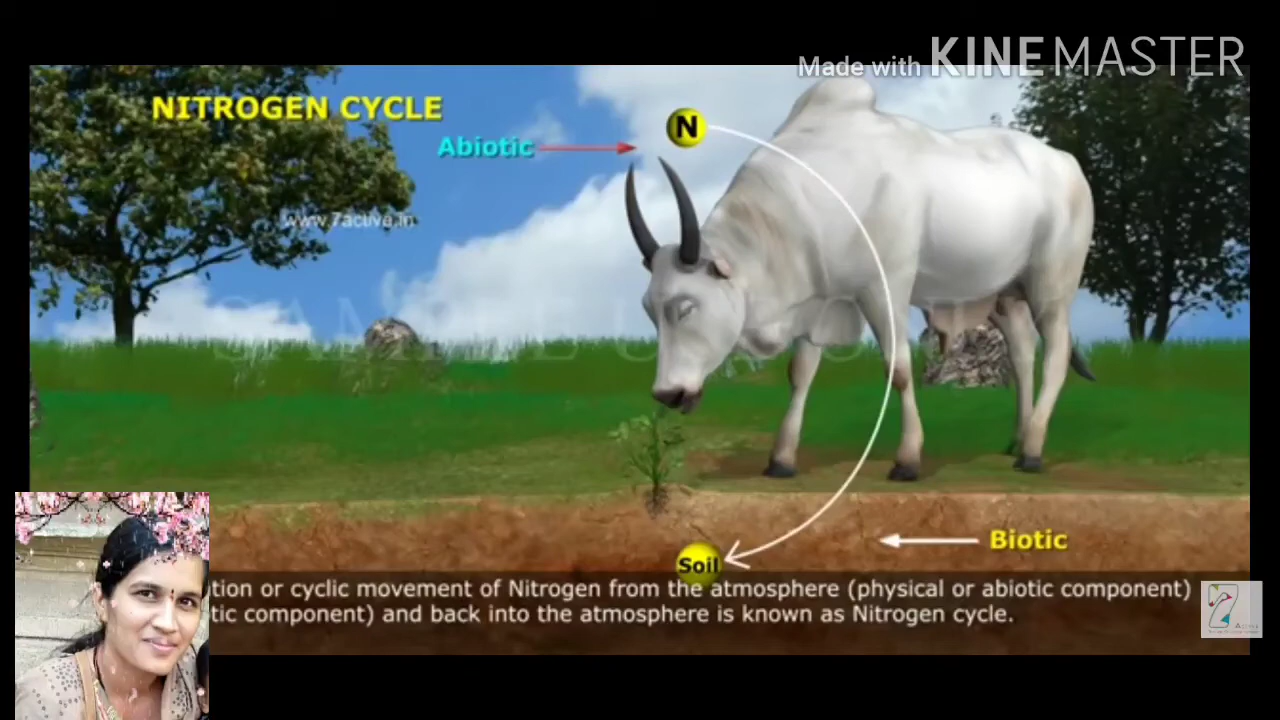 Made with KINEMASTER
NITROGEN CYCLE
N
Abiotic
www.7active.in
Biotic
Soil
tion or cyclic movement of Nitrogen from the atmosphere (physical or abiotic component)
tic component) and back into the atmosphere is known as Nitrogen cycle.